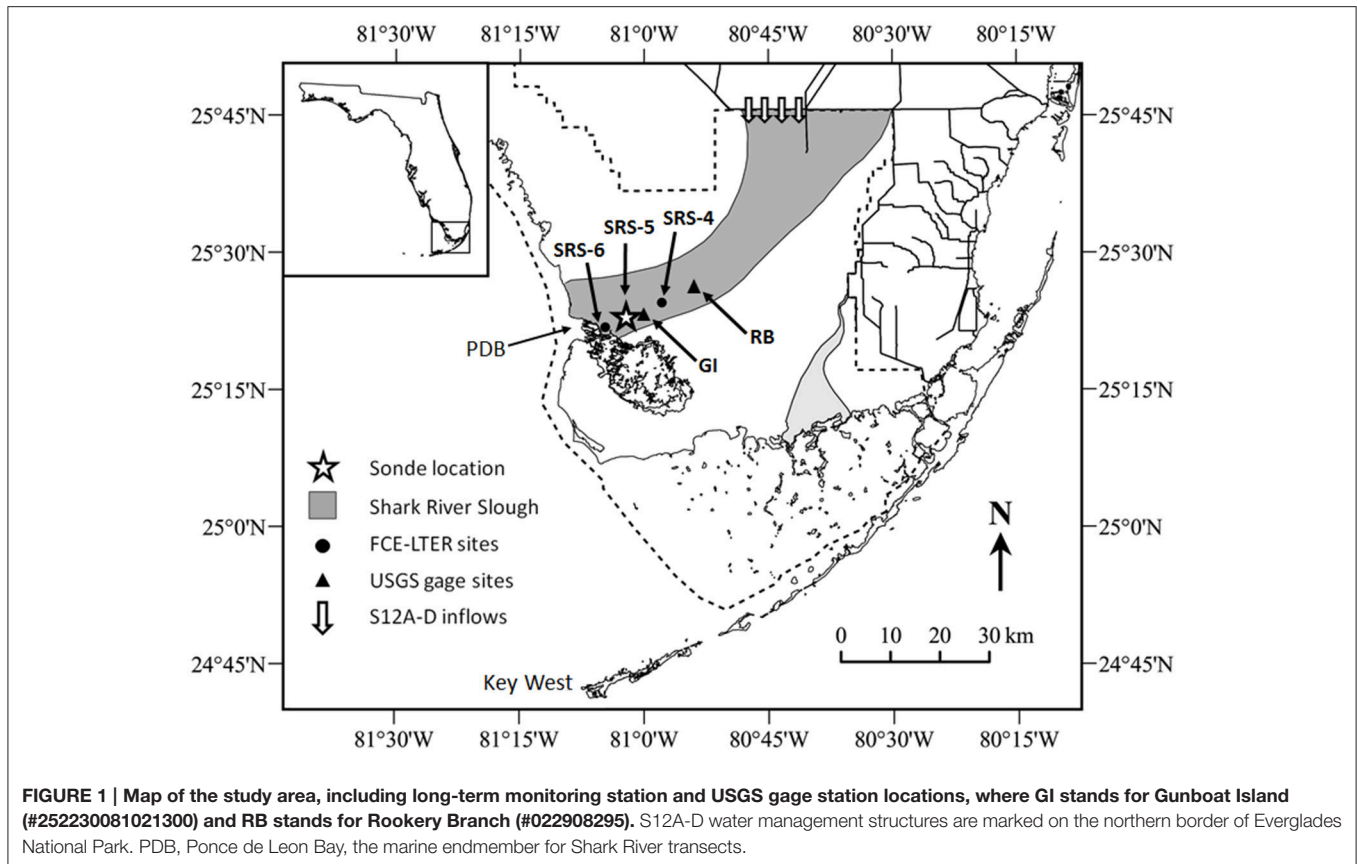 81°30'W 81°15'W 81°0'W 80°45'W 80°30'W 80°15'W
25°45'N 25°45'N
SRS-4
SRS-5
25°30'N SRS-6 25°30'N
PDB RB
GI
25°15'N 25°15'N
Sonde location
Shark River Slough
25°0'N N 25°0'N
FCE-LTER sites
USGS gage sites
S12A-D inflows
0 10 20 30 km
24°45'N 24°45'N
Key West
81°30'W 81°15'W 81°0'W 80°45'W 80°30'W 80°15'W
FIGURE 1 | Map of the study area, including long-term monitoring station and USGS gage station locations, where GI stands for Gunboat Island
(#252230081021300) and RB stands for Rookery Branch (#022908295). S12A-D water management structures are marked on the northern border of Everglades
National Park. PDB, Ponce de Leon Bay, the marine endmember for Shark River transects.